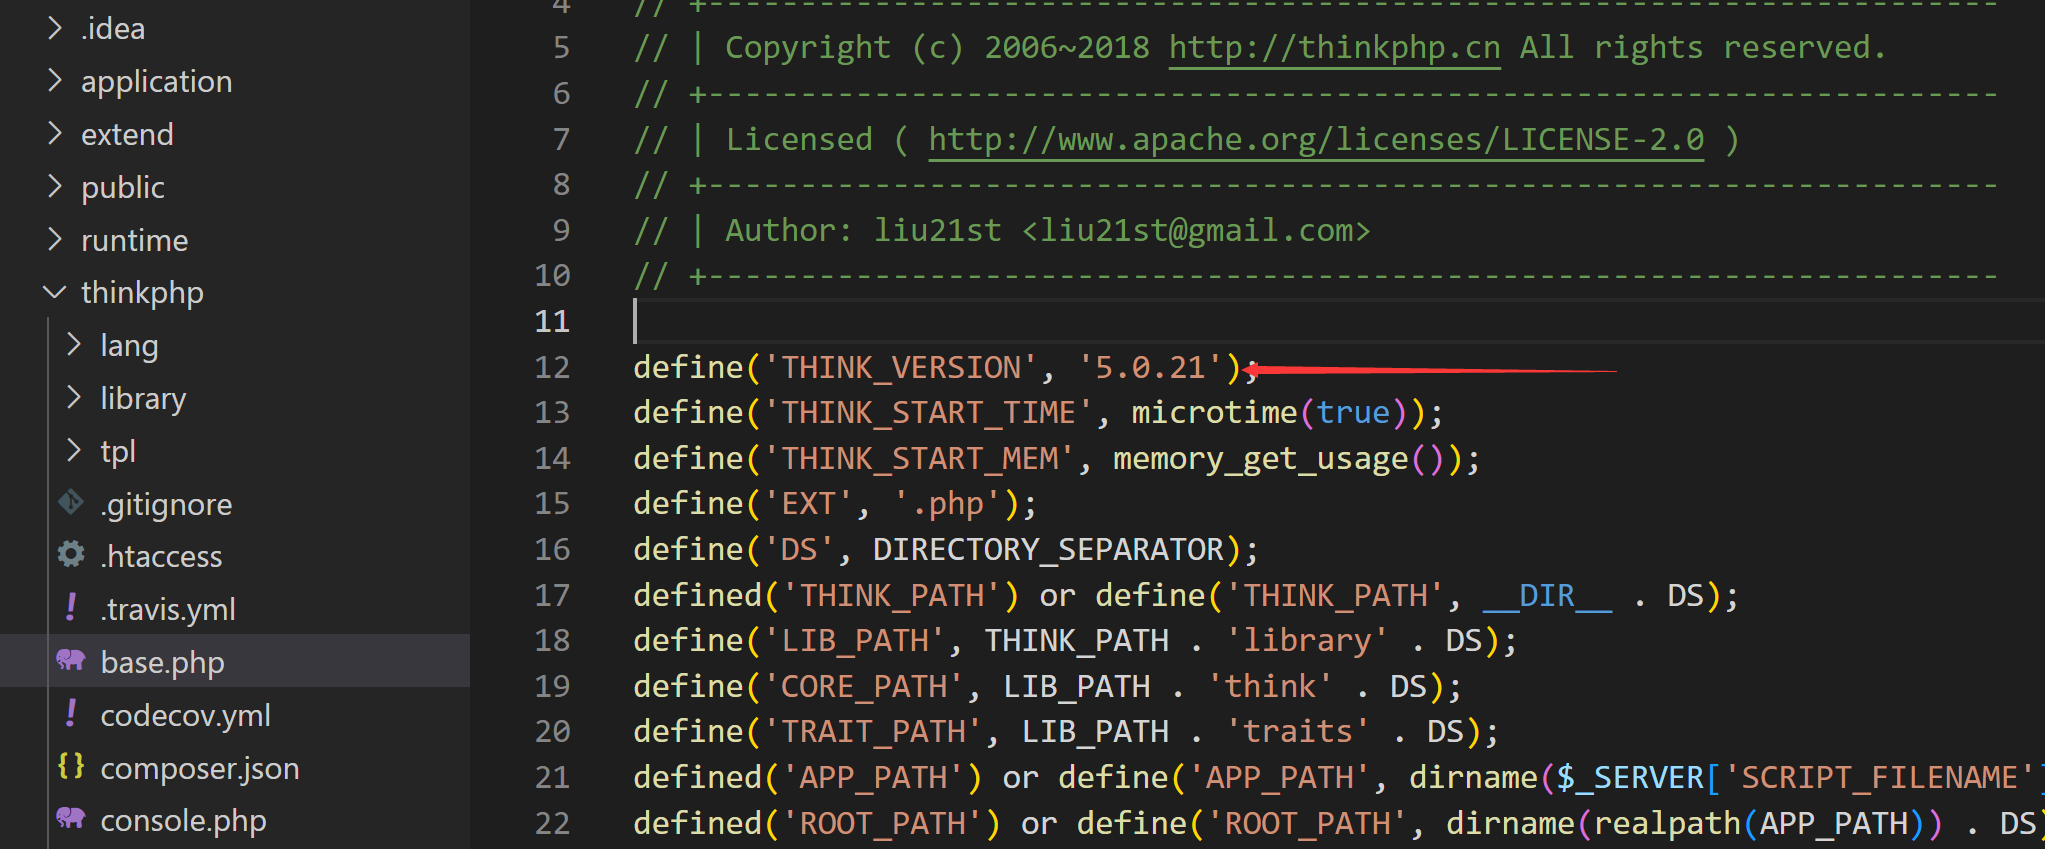 .idea
application
extend
public
runtime
thinkphp
lang
library
tpl
.gitignore
.htaccess
.travis.yml
base.php
codecov.yml
composer.json
console.php
4 // +----------------------------------------------------------------------
5 // | Copyright (c) 2006~2018 http://thinkphp.cn All rights reserved.
6 // +----------------------------------------------------------------------
7 // | Licensed ( http://www.apache.org/licenses/LICENSE-2.0 )
8 // +----------------------------------------------------------------------
9 // | Author: liu21st <liu21st@gmail.com>
10 // +----------------------------------------------------------------------
11
12 define('THINK_VERSION', '5.0.21');
13 define('THINK_START_TIME', microtime(true));
14 define('THINK_START_MEM', memory_get_usage());
15 define('EXT', '.php');
16 define('DS', DIRECTORY_SEPARATOR);
17 defined('THINK_PATH') or define('THINK_PATH', __DIR__ . DS);
18 define('LIB_PATH', THINK_PATH . 'library' . DS);
19 define('CORE_PATH', LIB_PATH . 'think' . DS);
20 define('TRAIT_PATH', LIB_PATH . 'traits' . DS);
21 defined('APP_PATH') or define('APP_PATH', dirname($_SERVER['SCRIPT_FILENAME']
22 defined('ROOT_PATH') or define('ROOT_PATH', dirname(realpath(APP_PATH)) . DS)